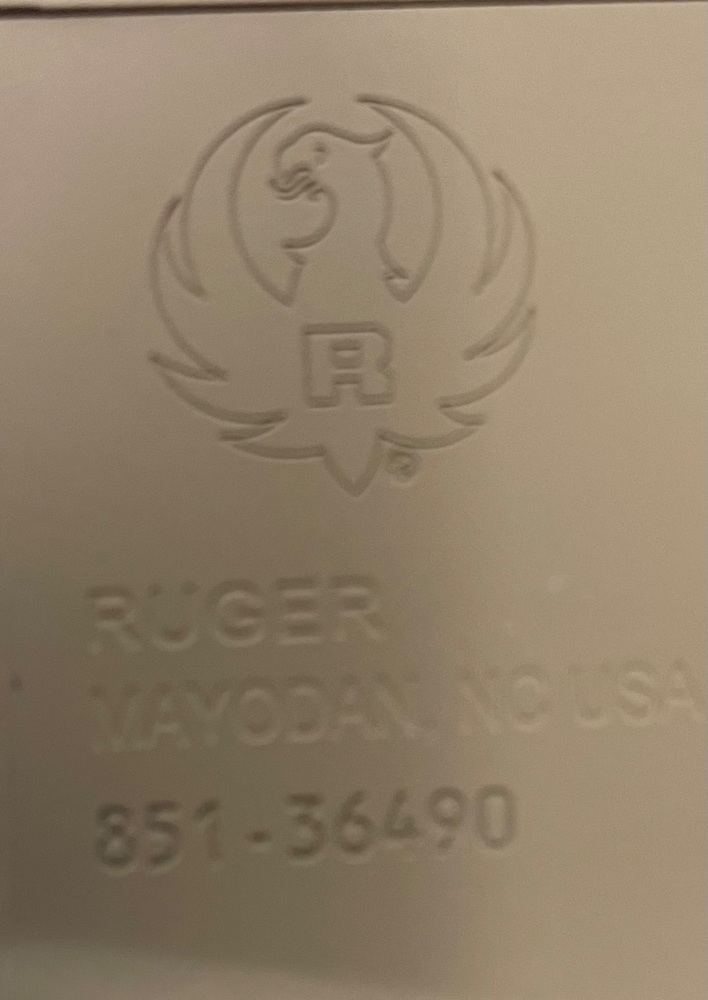 R
®
RUGER
MAYODAN, NC USA
851-36490